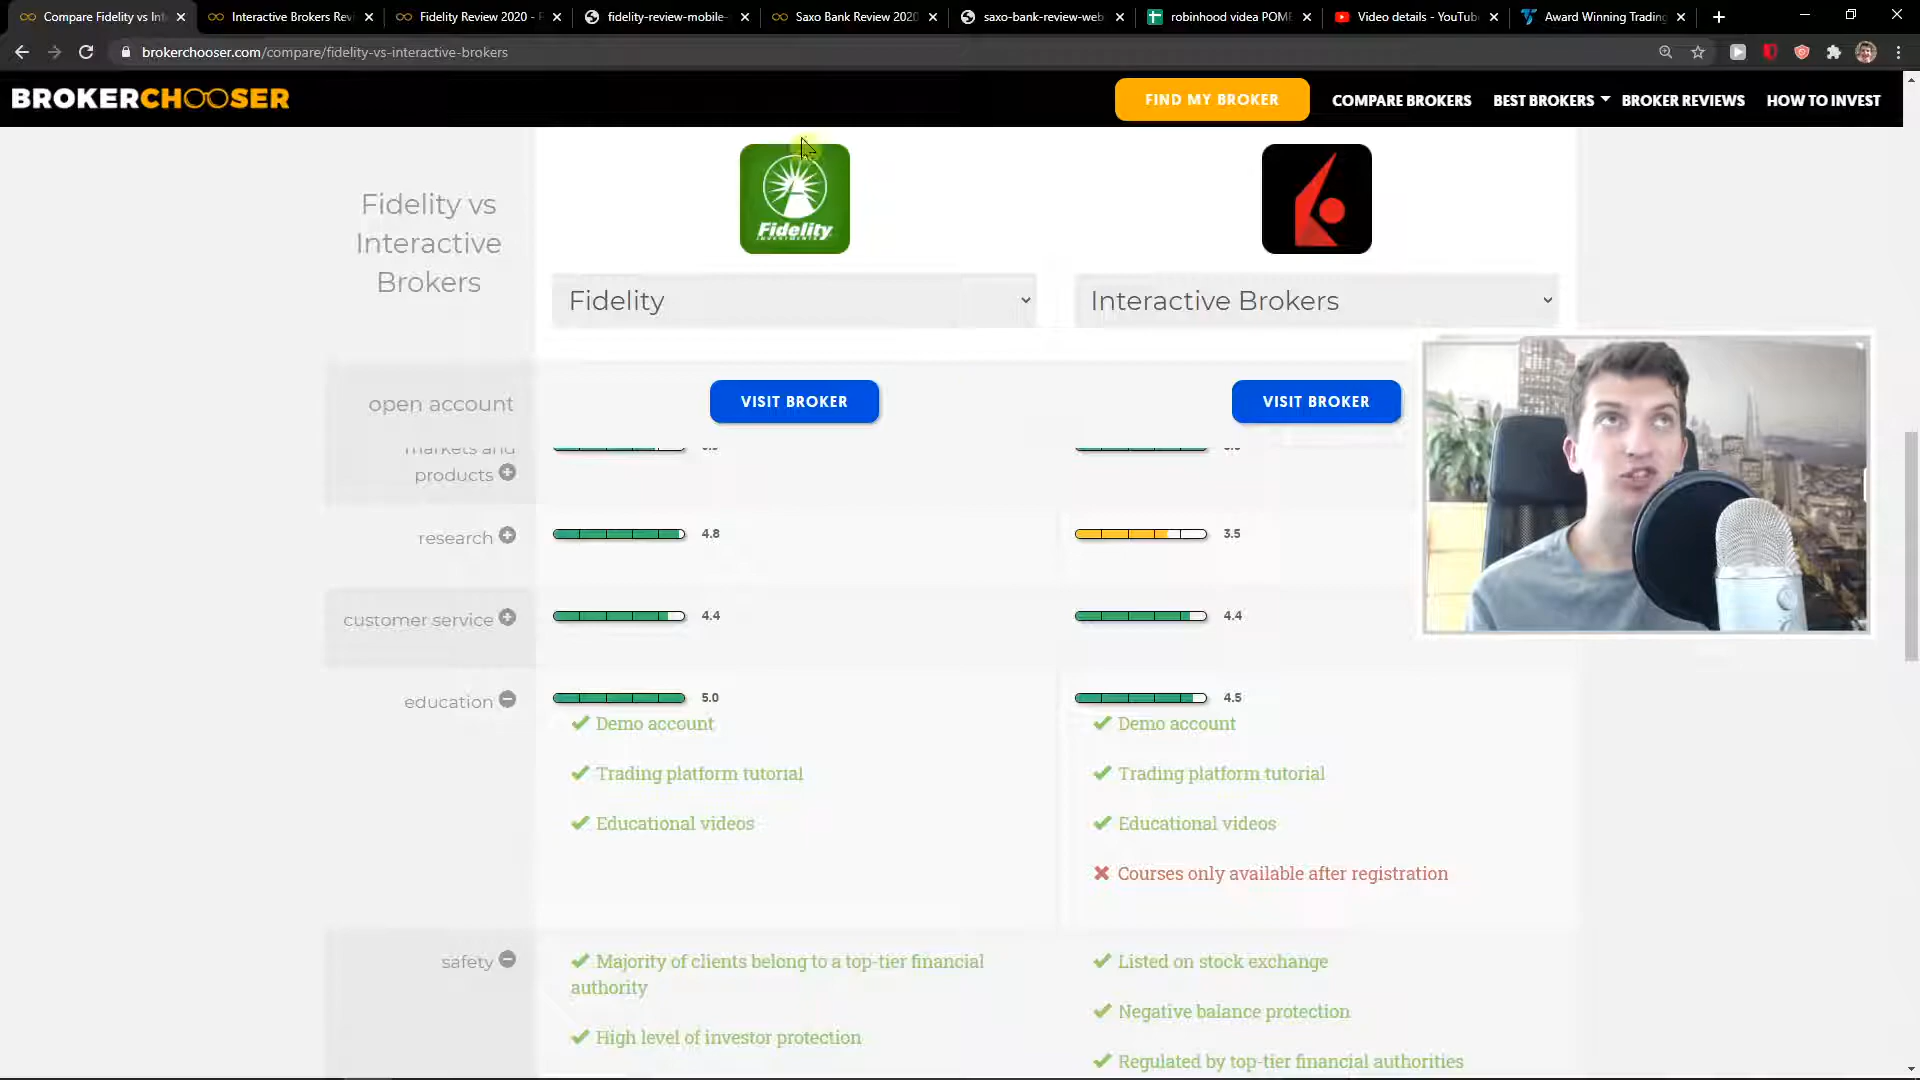 Compare Fidelity vs Int
Interactive Brokers Rev
Fidelity Review 2020 -
fidelity-review-mobile-
Saxo Bank Review 2020
saxo-bank-review-web
robinhood videa POM
Video details - YouTub
Award Winning Trading
brokerchooser.com/compare/fidelity-vs-interactive-brokers
BROKERCHOOSER
FIND MY BROKER
COMPARE BROKERS
BEST BROKERS
BROKER REVIEWS
HOW TO INVEST
Fidelity vs
Interactive
Brokers
Fidelity
INVESTMENTS
Fidelity
Interactive Brokers
open account
VISIT BROKER
VISIT BROKER
markets and
products
research
4.8
3.5
customer service
4.4
4.4
education
5.0
4.5
Demo account
Demo account
Trading platform tutorial
Trading platform tutorial
Educational videos
Educational videos
Courses only available after registration
safety
Majority of clients belong to a top-tier financial
authority
Listed on stock exchange
Negative balance protection
High level of investor protection
Regulated by top-tier financial authorities